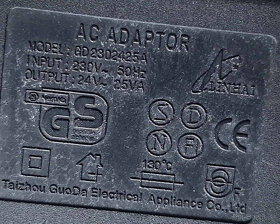 AC ADAPTOR
MODEL: GD2302425A
INPUT: 230V~ 50Hz
OUTPUT: 24V~ 25VA
LINHAI
GS
S D
N FI
CE
130°C
Taizhou GuoDa Electrical Appliance Co.,Ltd